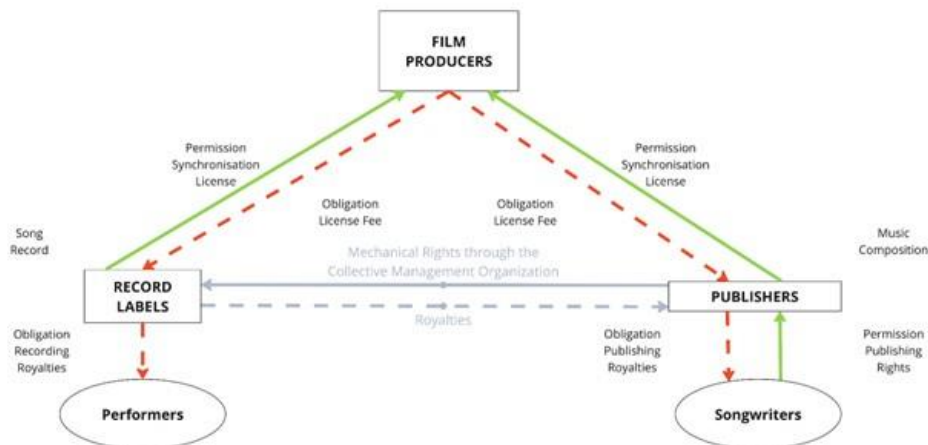 FILM
PRODUCERS
Permission
Synchronisation
License
Permission
Synchronisation
License
Obligation
License Fee
Obligation
License Fee
Song
Record
Music
Composition
Mechanical Rights through the
Collective Management Organization
RECORD
LABELS
PUBLISHERS
Royalties
Obligation
Recording
Royalties
Obligation
Publishing
Royalties
Permission
Publishing
Rights
Performers
Songwriters